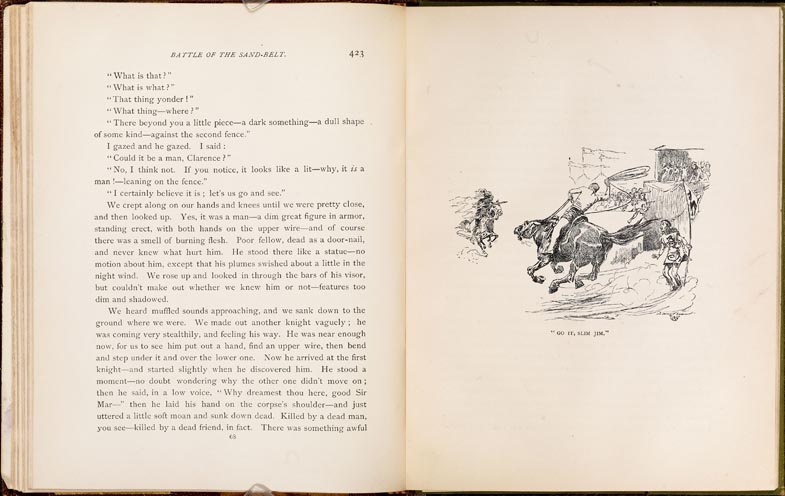 BATTLE OF THE SAND-BELT. 423
"What is that?"
"What is what?"
"That thing yonder!"
"What thing—where?"
"There beyond you a little piece—a dark something—a dull shape
of some kind—against the second fence."
I gazed and he gazed. I said:
"Could it be a man, Clarence?"
"No, I think not. If you notice, it looks like a lit—why, it is a
man!—leaning on the fence."
"I certainly believe it is; let's us go and see."
We crept along on our hands and knees until we were pretty close,
and then looked up. Yes, it was a man—a dim great figure in armor,
standing erect, with both hands on the upper wire—and of course
there was a smell of burning flesh. Poor fellow, dead as a door-nail,
and never knew what hurt him. He stood there like a statue—no
motion about him, except that his plumes swished about a little in the
night wind. We rose up and looked in through the bars of his visor,
but couldn't make out whether we knew him or not—features too
dim and shadowed.
We heard muffled sounds approaching, and we sank down to the
ground where we were. We made out another knight vaguely; he
was coming very stealthily, and feeling his way. He was near enough
now, for us to see him put out a hand, find an upper wire, then bend
and step under it and over the lower one. Now he arrived at the first
knight—and started slightly when he discovered him. He stood a
moment—no doubt wondering why the other one didn't move on;
then he said, in a low voice, "Why dreamest thou here, good Sir
Mar—" then he laid his hand on the corpse's shoulder—and just
uttered a little soft moan and sunk down dead. Killed by a dead man,
you see—killed by a dead friend, in fact. There was something awful
"GO IT, SLIM JIM."